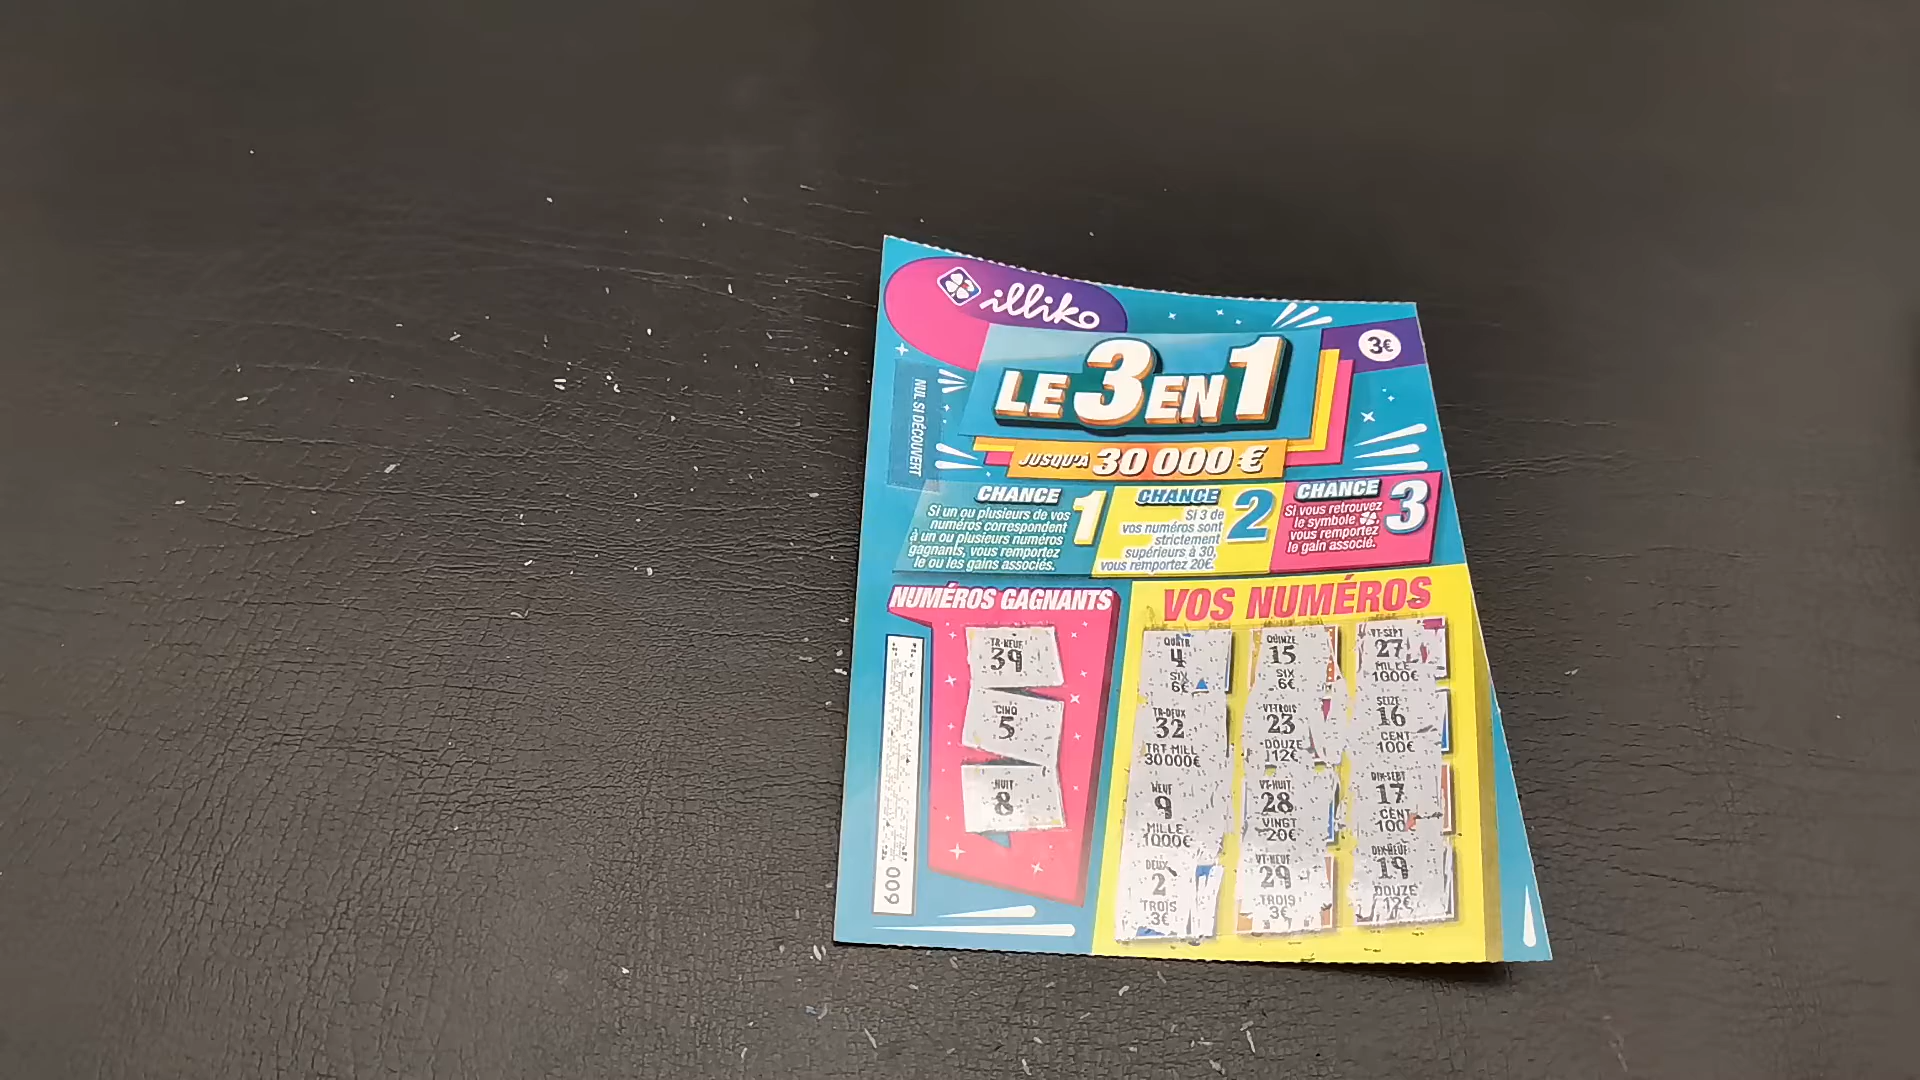 illiko
3€
LE 3 EN 1
NUL SI DÉCOUVERT
JUSQU'À 30 000 €
CHANCE 1
Si un ou plusieurs de vos
numéros correspondent
à un ou plusieurs numéros
gagnants, vous remportez
le ou les gains associés.
CHANCE 2
Si 3 de
vos numéros sont
strictement
supérieurs à 30,
vous remportez 20€.
CHANCE 3
Si vous retrouvez
le symbole
vous remportez
le gain associé.
NUMÉROS GAGNANTS
TR-NEUF
39
CINQ
5
HUIT
8
600
VOS NUMÉROS
QUATR
4
SIX
6€
QUINZE
15
SIX
6€
VT-SEPT
27
MILLE
1000€
TR-DEUX
32
TRT-MILL
30000€
VT-TROIS
23
DOUZE
12€
SEIZE
16
CENT
100€
NEUF
9
MILLE
1000€
VT-HUIT
28
VINGT
20€
DIX-SEPT
17
CENT
100
DEUX
2
TROIS
3€
VT-NEUF
29
TROIS
3€
DIX-NEUF
19
DOUZE
12€